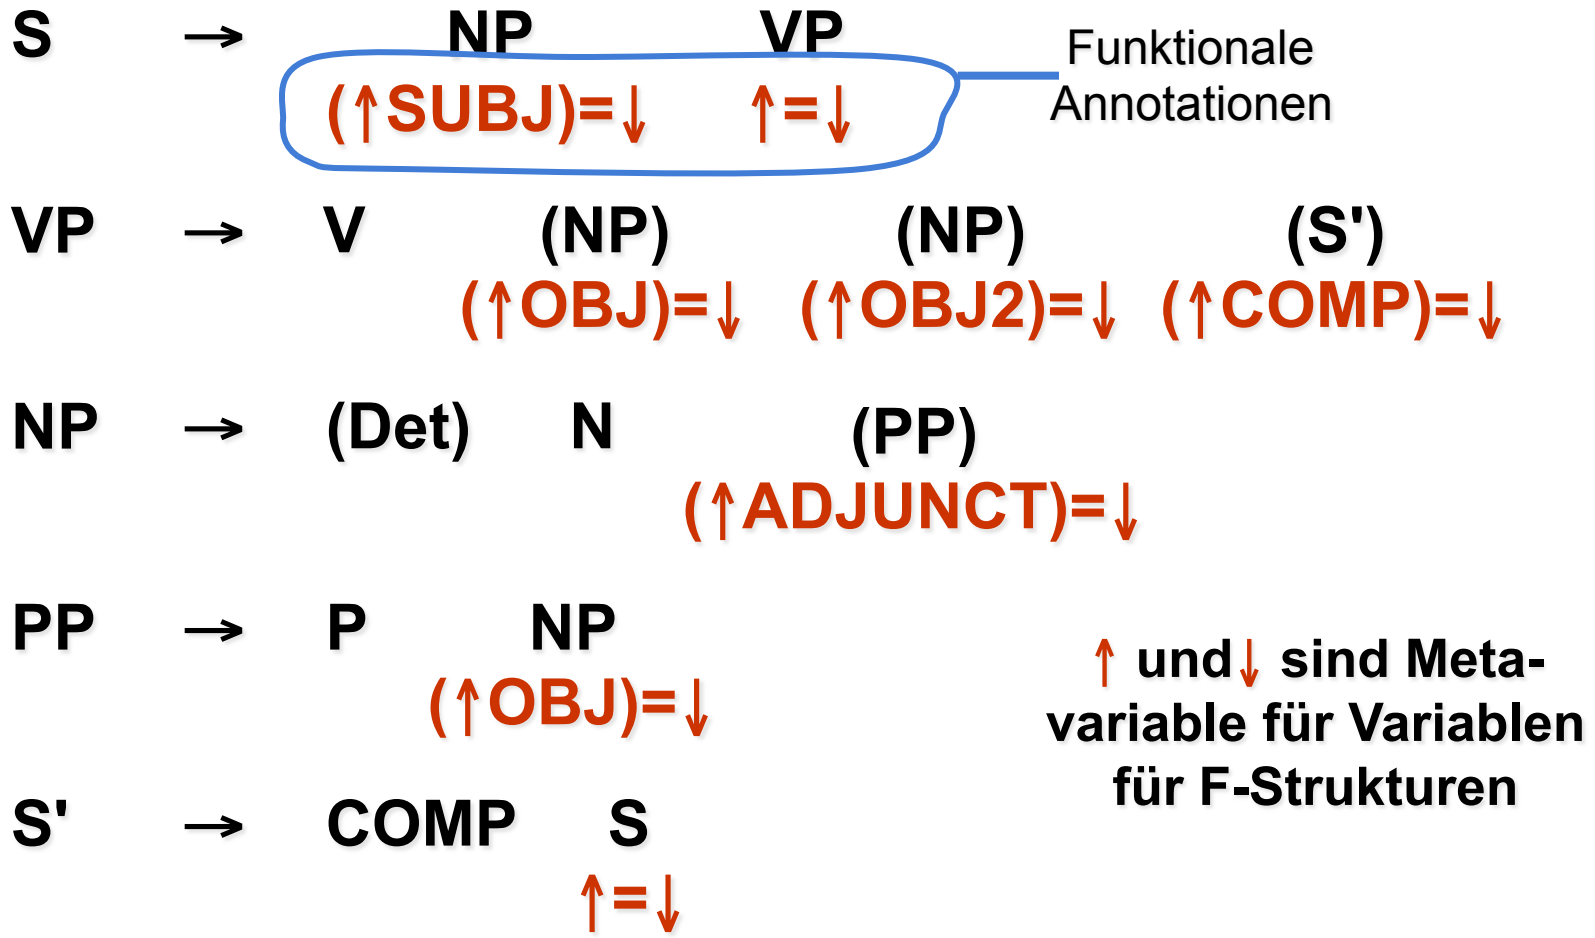 S → NP VP
(↑SUBJ)=↓ ↑=↓
Funktionale
Annotationen
VP → V (NP) (NP) (S')
(↑OBJ)=↓ (↑OBJ2)=↓ (↑COMP)=↓
NP → (Det) N (PP)
(↑ADJUNCT)=↓
PP → P NP
(↑OBJ)=↓
↑ und↓ sind Meta-
variable für Variablen
für F-Strukturen
S' → COMP S
↑=↓